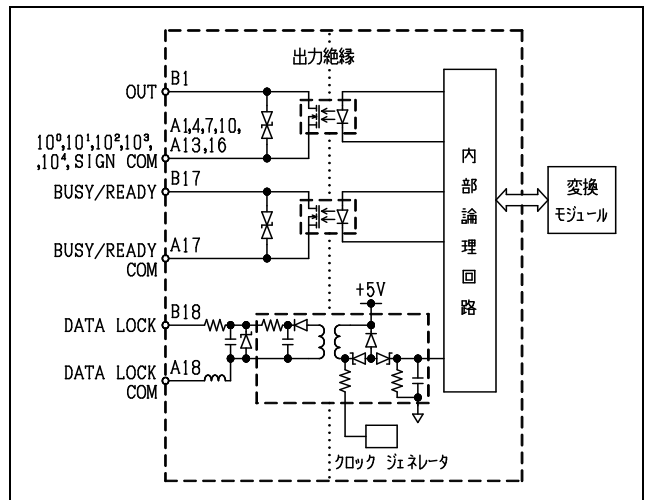 出力絶縁
OUT
B1
10⁰,10¹,10²,10³,
,10⁴,SIGN COM
A1,4,7,10,
A13,16
BUSY/READY
B17
BUSY/READY
COM
A17
内部論理回路
変換
モジュール
+5V
DATA LOCK
B18
DATA LOCK
COM
A18
クロック ジェネレータ